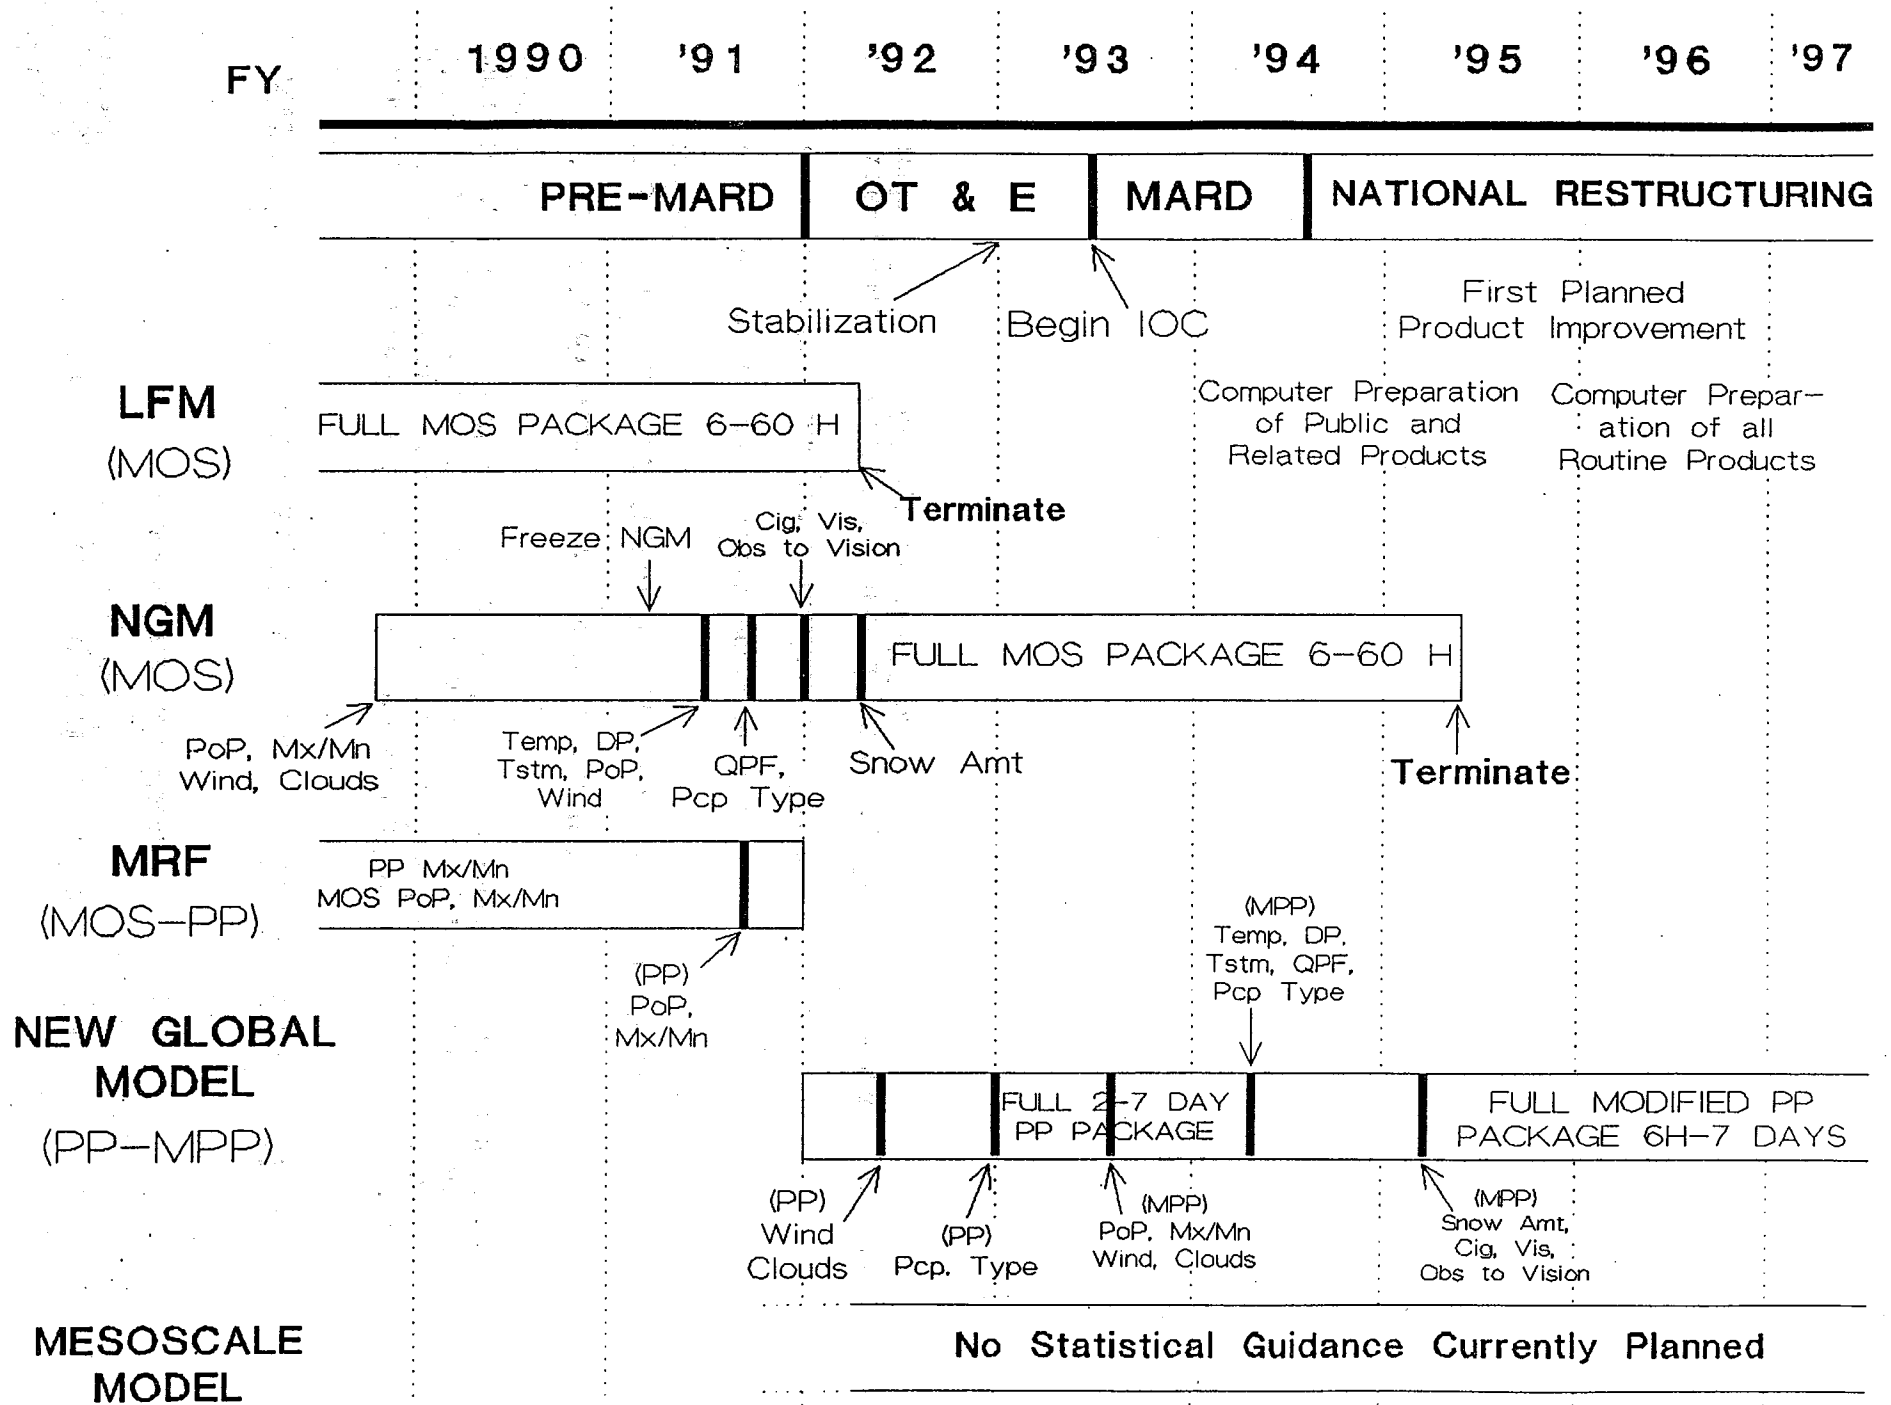 FY 1990 '91 '92 '93 '94 '95 '96 '97
PRE-MARD OT & E MARD NATIONAL RESTRUCTURING
Stabilization
Begin IOC
First Planned
Product Improvement
Computer Preparation
of Public and
Related Products
Computer Prepar-
ation of all
Routine Products
LFM
(MOS)
FULL MOS PACKAGE 6-60 H
Terminate
Freeze NGM
Cig, Vis,
Obs to Vision
NGM
(MOS)
FULL MOS PACKAGE 6-60 H
PoP, Mx/Mn
Wind, Clouds
Temp, DP,
Tstm, PoP,
Wind
QPF,
Pcp Type
Snow Amt
Terminate
MRF
(MOS-PP)
PP Mx/Mn
MOS PoP, Mx/Mn
(PP)
PoP,
Mx/Mn
(MPP)
Temp, DP,
Tstm, QPF,
Pcp Type
NEW GLOBAL
MODEL
(PP-MPP)
FULL 2-7 DAY
PP PACKAGE
FULL MODIFIED PP
PACKAGE 6H-7 DAYS
(PP)
Wind
Clouds
(PP)
Pcp. Type
(MPP)
PoP, Mx/Mn
Wind, Clouds
(MPP)
Snow Amt,
Cig, Vis,
Obs to Vision
MESOSCALE
MODEL
No Statistical Guidance Currently Planned